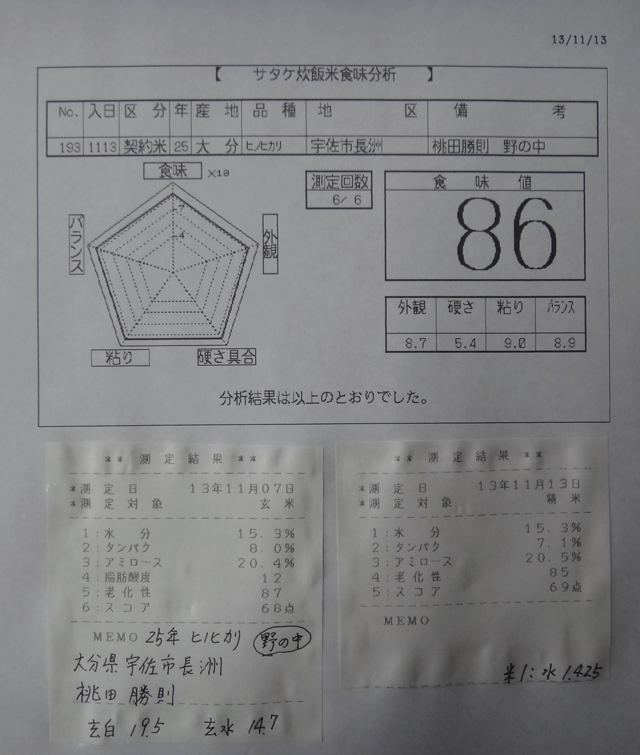 13/11/13
【 サタケ炊飯米食味分析 】
No. 入日 区分 年 産地 品種 地区 備考
193 1113 契約米 25 大分 ヒノヒカリ 宇佐市長洲 桃田勝則 野の中
食味 ×10
7
4
バランス
外観
粘り
硬さ具合
測定回数
6/ 6
食味値
86
外観 硬さ 粘り バランス
8.7 5.4 9.0 8.9
分析結果は以上のとおりでした。
** 測定結果 **
*測定日 13年11月07日
*測定対象 玄米
1:水分 15.3%
2:タンパク 8.0%
3:アミロース 20.4%
4:脂肪酸度 12
5:老化性 87
6:スコア 68点
MEMO 25年 ヒノヒカリ 野の中
大分県宇佐市長洲
桃田 勝則
玄白 19.5 玄水 14.7
** 測定結果 **
*測定日 13年11月13日
*測定対象 精米
1:水分 15.3%
2:タンパク 7.1%
3:アミロース 20.5%
4:老化性 85
5:スコア 69点
MEMO
米1:水1.425